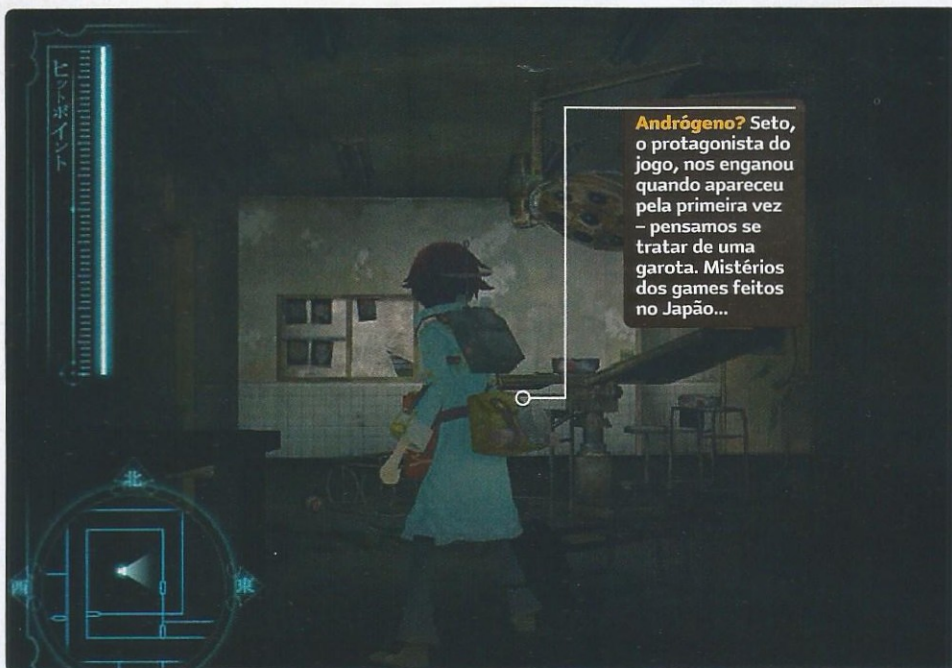 ヒットポイント
Andrógeno? Seto,
o protagonista do
jogo, nos enganou
quando apareceu
pela primeira vez
– pensamos se
tratar de uma
garota. Mistérios
dos games feitos
no Japão...
北
西
東